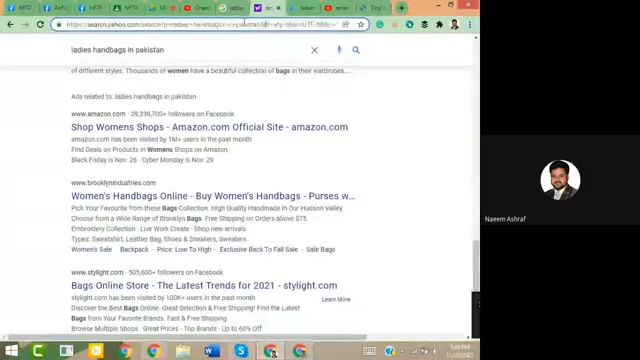 ladies handbags in pakistan
of different styles. Thousands of women have a beautiful collection of bags in their wardrobes....
Ads related to: ladies handbags in pakistan
www.amazon.com · 29,339,700+ followers on Facebook
Shop Womens Shops - Amazon.com Official Site - amazon.com
amazon.com has been visited by 1M+ users in the past month
Find Deals on Products in Womens Shops on Amazon.
Black Friday is Nov. 26 · Cyber Monday is Nov. 29
www.brooklynindustries.com
Women's Handbags Online - Buy Women's Handbags - Purses w...
Pick Your Favourite from these Bags Collection. High Quality Handmade in Our Hudson Valley.
Choose from a Wide Range of Brooklyn Bags. Free Shipping on Orders above $75
Embroidery Collection · Live Work Create · Shop new arrivals
Types: Sweatshirt, Leather Bag, Shoes & Sneakers, Sweaters
Women's Sale · Backpack · Price: Low to High · Exclusive Back To Fall Sale · Sale Bags
www.stylight.com · 505,600+ followers on Facebook
Bags Online Store - The Latest Trends for 2021 - stylight.com
stylight.com has been visited by 100K+ users in the past month
Learn More
Discover the Best Bags Online. Great Selection & Free Shipping! Find the Latest
Bags from Your Favorite Brands. Fast & Free Shipping.
Browse Multiple Shops · Great Prices · Top Brands · Up to 60% Off
Naeem Ashraf